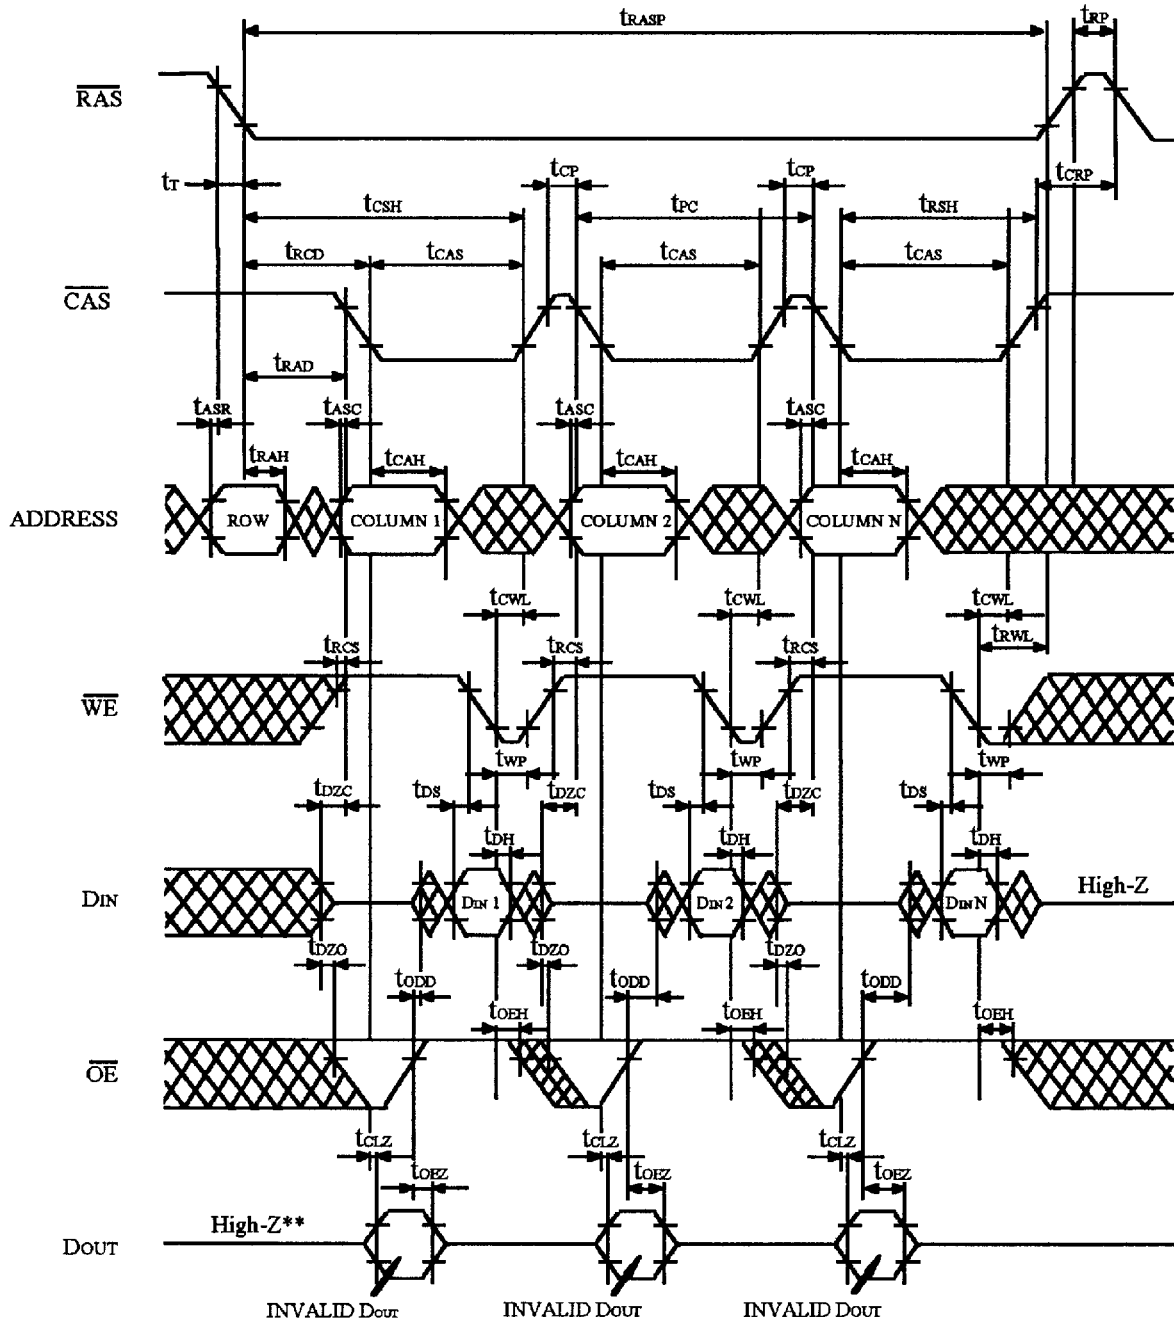 tRASP tRP
RAS
tT tCP tCP tCRP
tCSH tPC tRSH
tRCD tCAS tCAS tCAS
CAS
tRAD
tASR tASC tASC tASC
tRAH tCAH tCAH tCAH
ADDRESS ROW COLUMN 1 COLUMN 2 COLUMN N
tCWL tCWL tCWL
tRCS tRCS tRCS tRWL
WE
tWP tWP tWP
tDZC tDS tDZC tDS tDZC tDS
tDH tDH tDH
DIN DIN 1 DIN 2 DIN N High-Z
tDZO tDZO tDZO
tODD tODD tODD
tOEH tOEH tOEH
OE
tCLZ tCLZ tCLZ
tOEZ tOEZ tOEZ
High-Z**
DOUT
INVALID DOUT INVALID DOUT INVALID DOUT